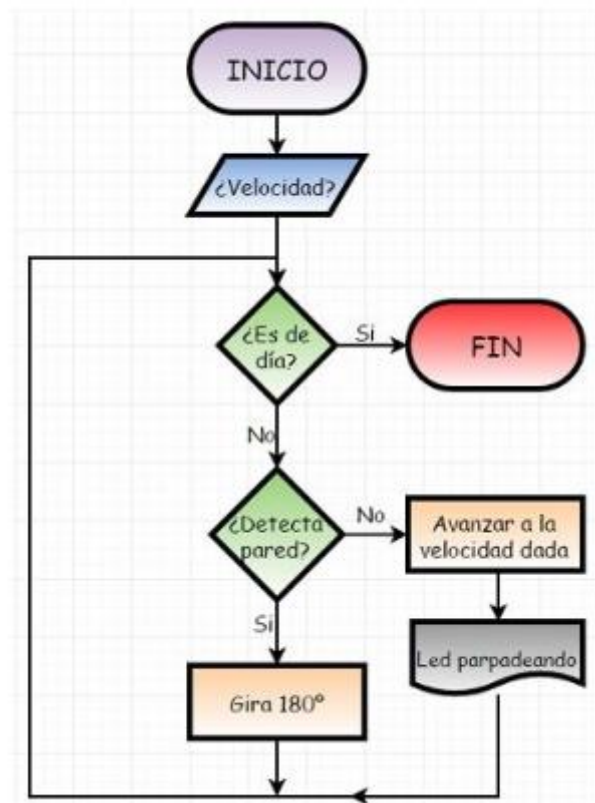 INICIO
¿Velocidad?
¿Es de
día?
Si
FIN
No
¿Detecta
pared?
No
Avanzar a la
velocidad dada
Si
Led parpadeando
Gira 180º